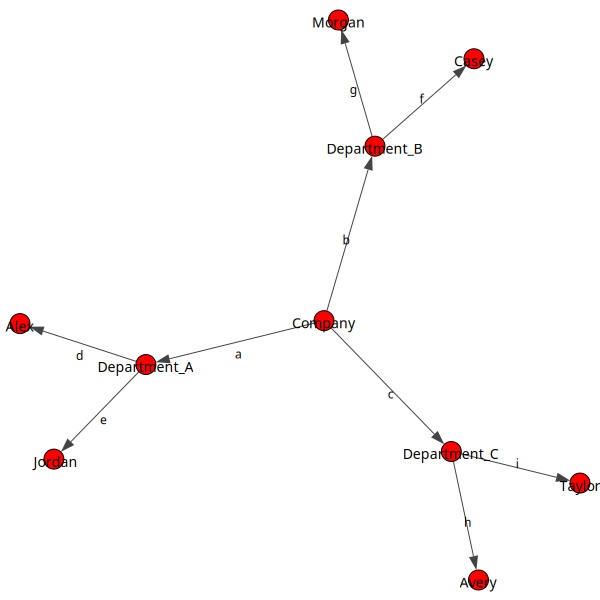 Morgan
Casey
g
f
Department_B
b
Company
Alex
d
a
Department_A
c
e
Jordan
Department_C
i
Taylor
h
Avery